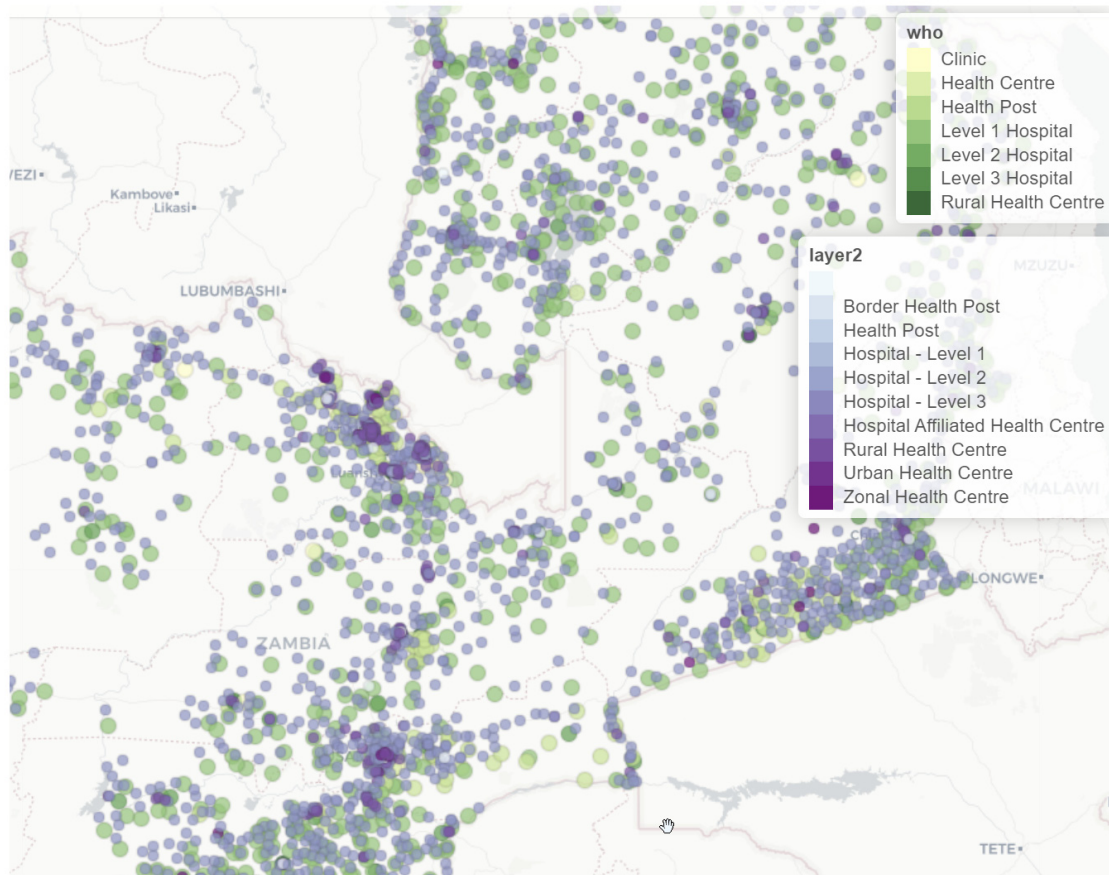 who
Clinic
Health Centre
Health Post
Level 1 Hospital
Level 2 Hospital
Level 3 Hospital
Rural Health Centre
layer2
Border Health Post
Health Post
Hospital - Level 1
Hospital - Level 2
Hospital - Level 3
Hospital Affiliated Health Centre
Rural Health Centre
Urban Health Centre
Zonal Health Centre
Kambove
Likasi
MZUZU
LUBUMBASHI
MALAWI
ZAMBIA
TETE